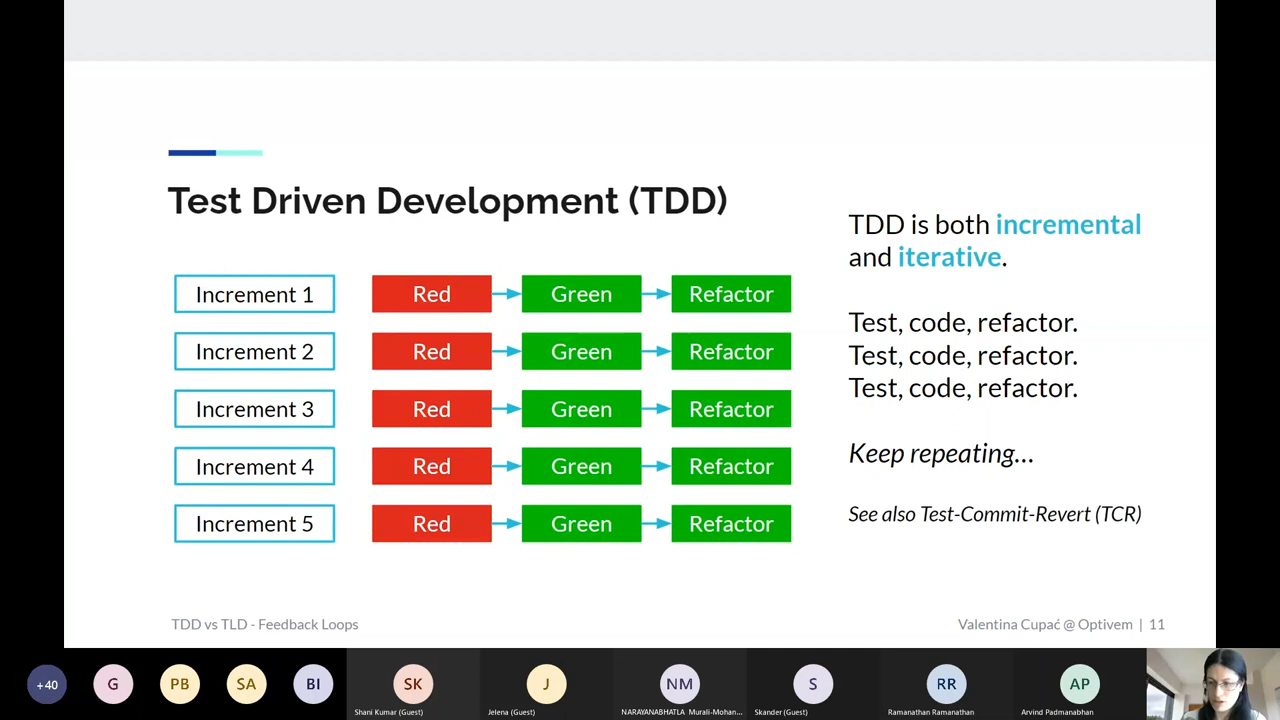 Test Driven Development (TDD)
Increment 1 Red Green Refactor
Increment 2 Red Green Refactor
Increment 3 Red Green Refactor
Increment 4 Red Green Refactor
Increment 5 Red Green Refactor
TDD is both incremental
and iterative.
Test, code, refactor.
Test, code, refactor.
Test, code, refactor.
Keep repeating...
See also Test-Commit-Revert (TCR)
TDD vs TLD - Feedback Loops
Valentina Cupać @ Optivem | 11
+40 G PB SA BI SK J NM S RR AP
Shani Kumar (Guest) Jelena (Guest) NARAYANABHATLA Murali-Mohan... Skander (Guest) Ramanathan Ramanathan Arvind Padmanabhan